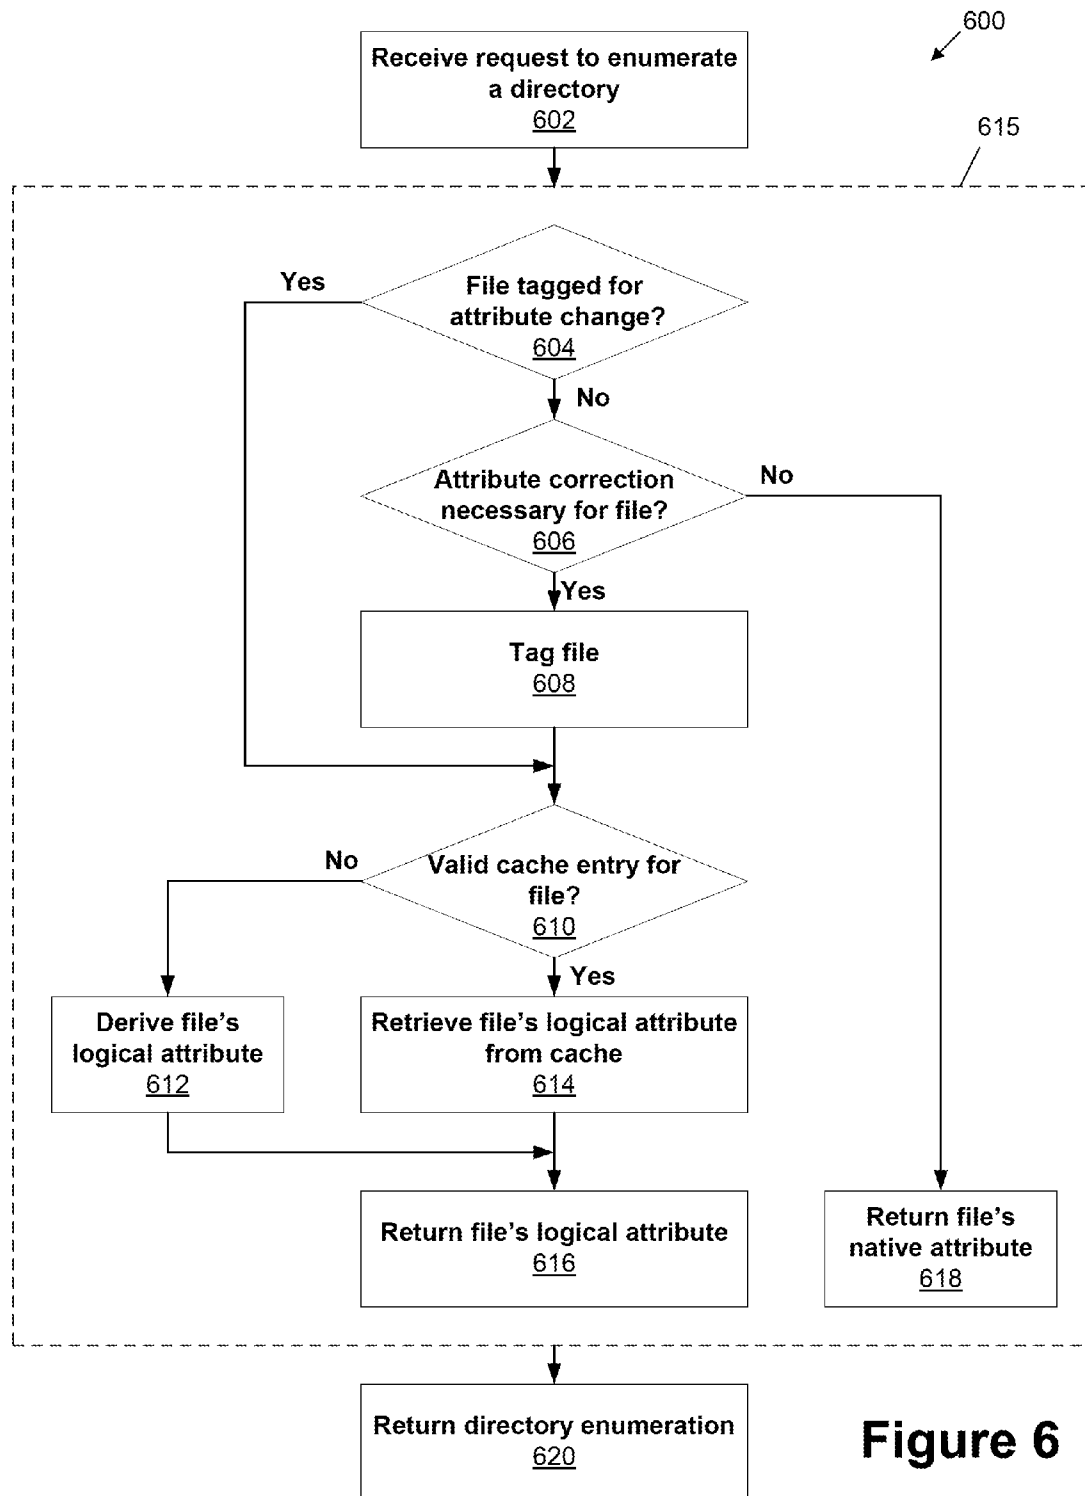 600
Receive request to enumerate
a directory
602
615
Yes
File tagged for
attribute change?
604
No
Attribute correction
necessary for file?
606
No
Yes
Tag file
608
No
Valid cache entry for
file?
610
Yes
Derive file's
logical attribute
612
Retrieve file's logical attribute
from cache
614
Return file's logical attribute
616
Return file's
native attribute
618
Return directory enumeration
620
Figure 6